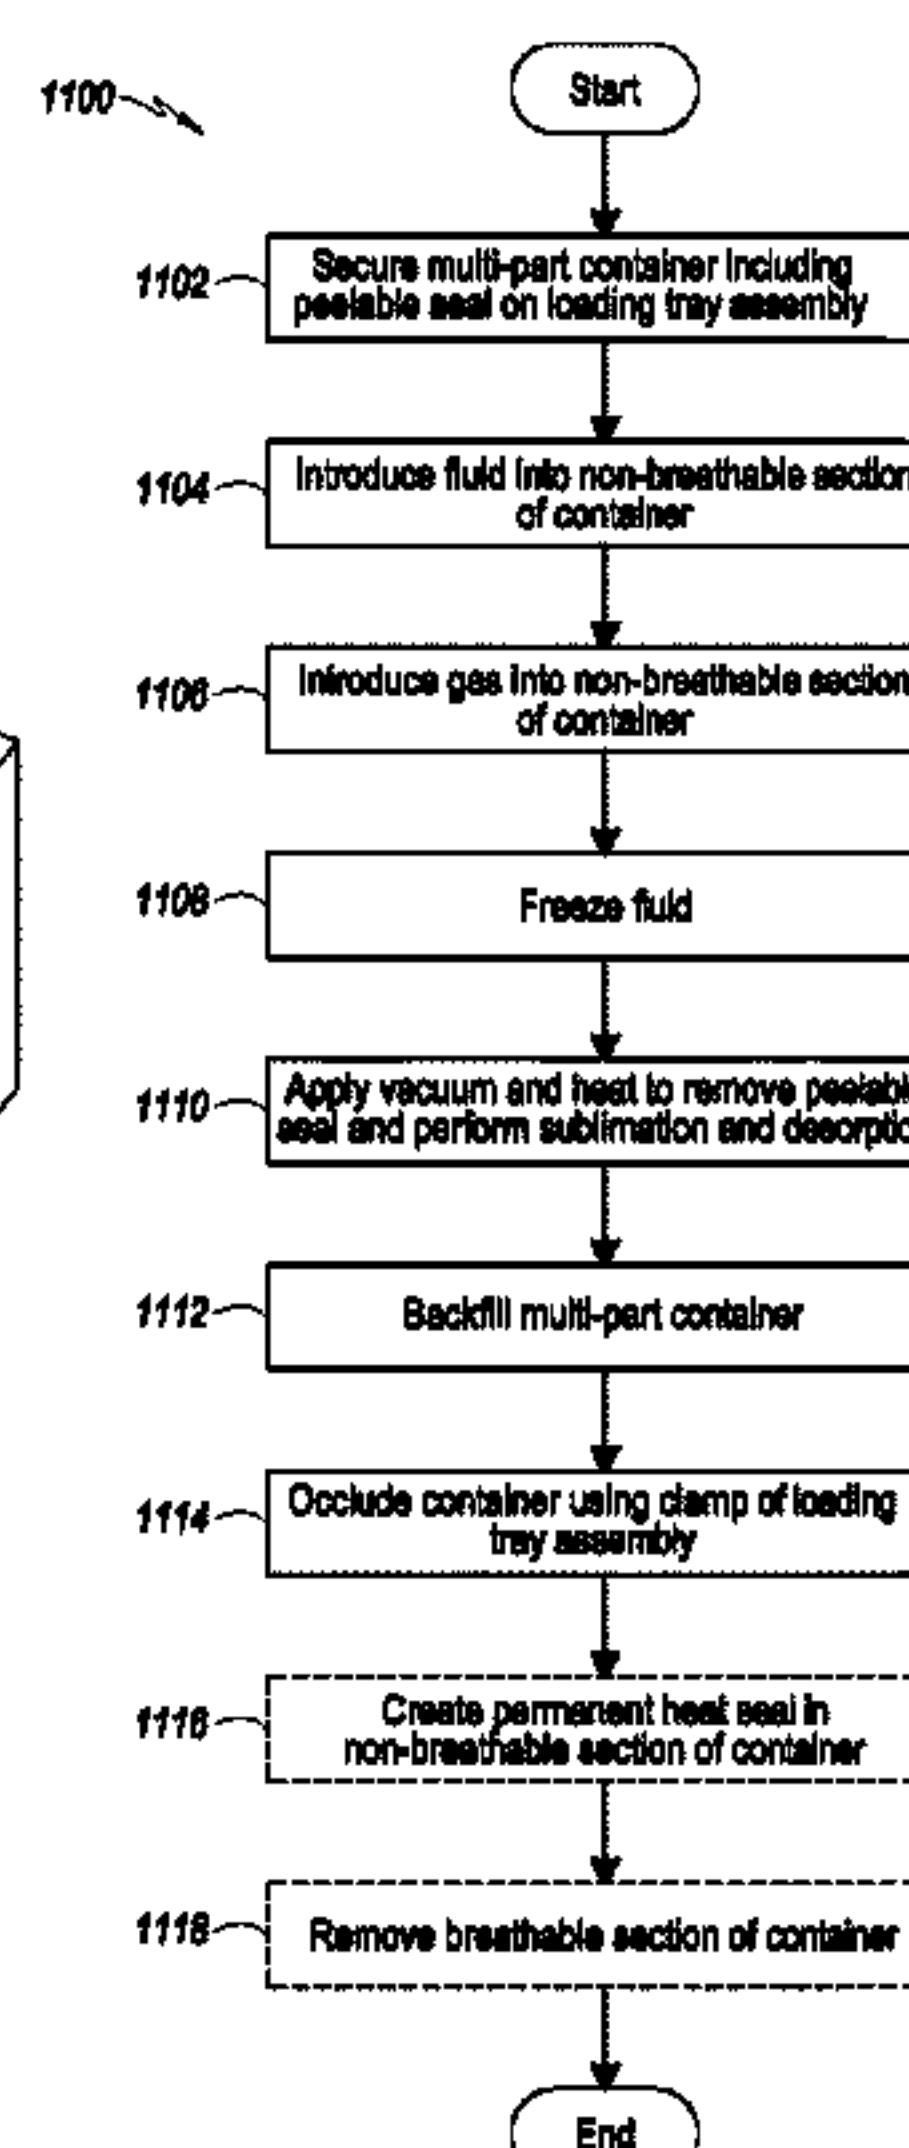 1100
Start
1102
Secure multi-part container including
peelable seal on loading tray assembly
1104
Introduce fluid into non-breathable section
of container
1106
Introduce gas into non-breathable section
of container
1108
Freeze fluid
1110
Apply vacuum and heat to remove peelabl
seal and perform sublimation and desorptio
1112
Backfill multi-part container
1114
Occlude container using clamp of loading
tray assembly
1116
Create permanent heat seal in
non-breathable section of container
1118
Remove breathable section of container
End